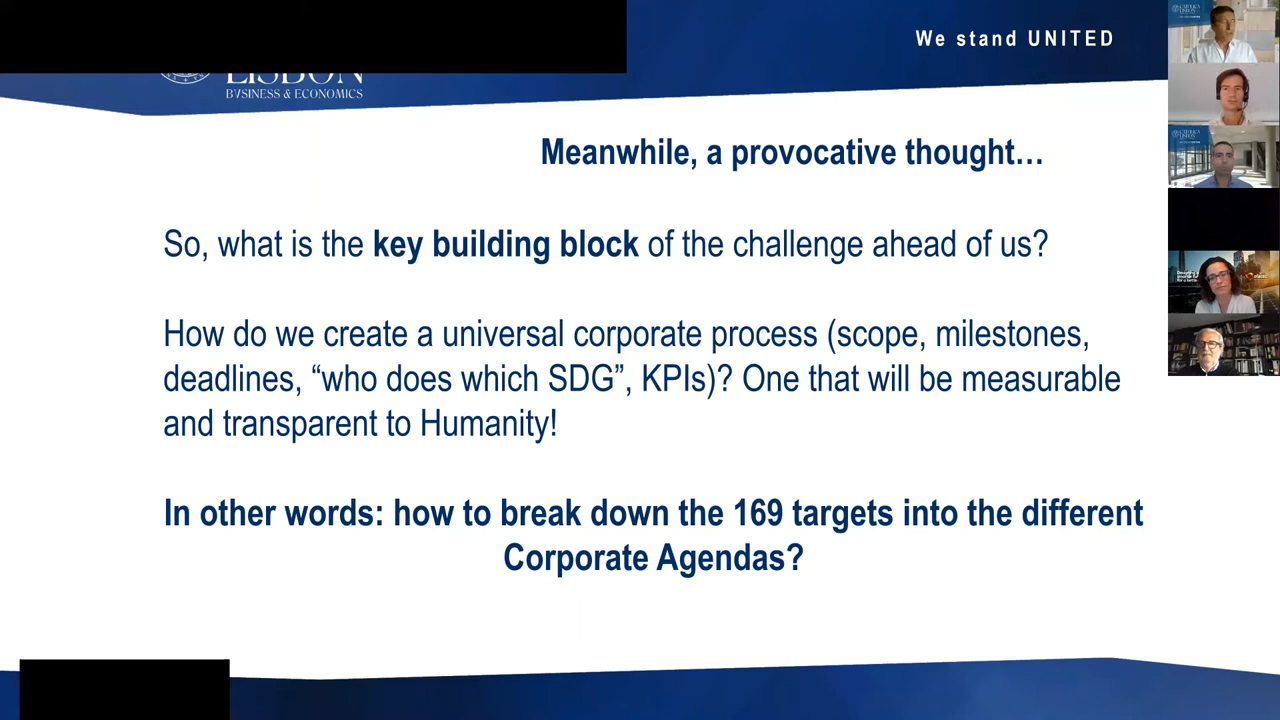 We stand UNITED
LISBON
BUSINESS & ECONOMICS
Meanwhile, a provocative thought…
So, what is the key building block of the challenge ahead of us?
How do we create a universal corporate process (scope, milestones,
deadlines, “who does which SDG”, KPIs)? One that will be measurable
and transparent to Humanity!
In other words: how to break down the 169 targets into the different
Corporate Agendas?